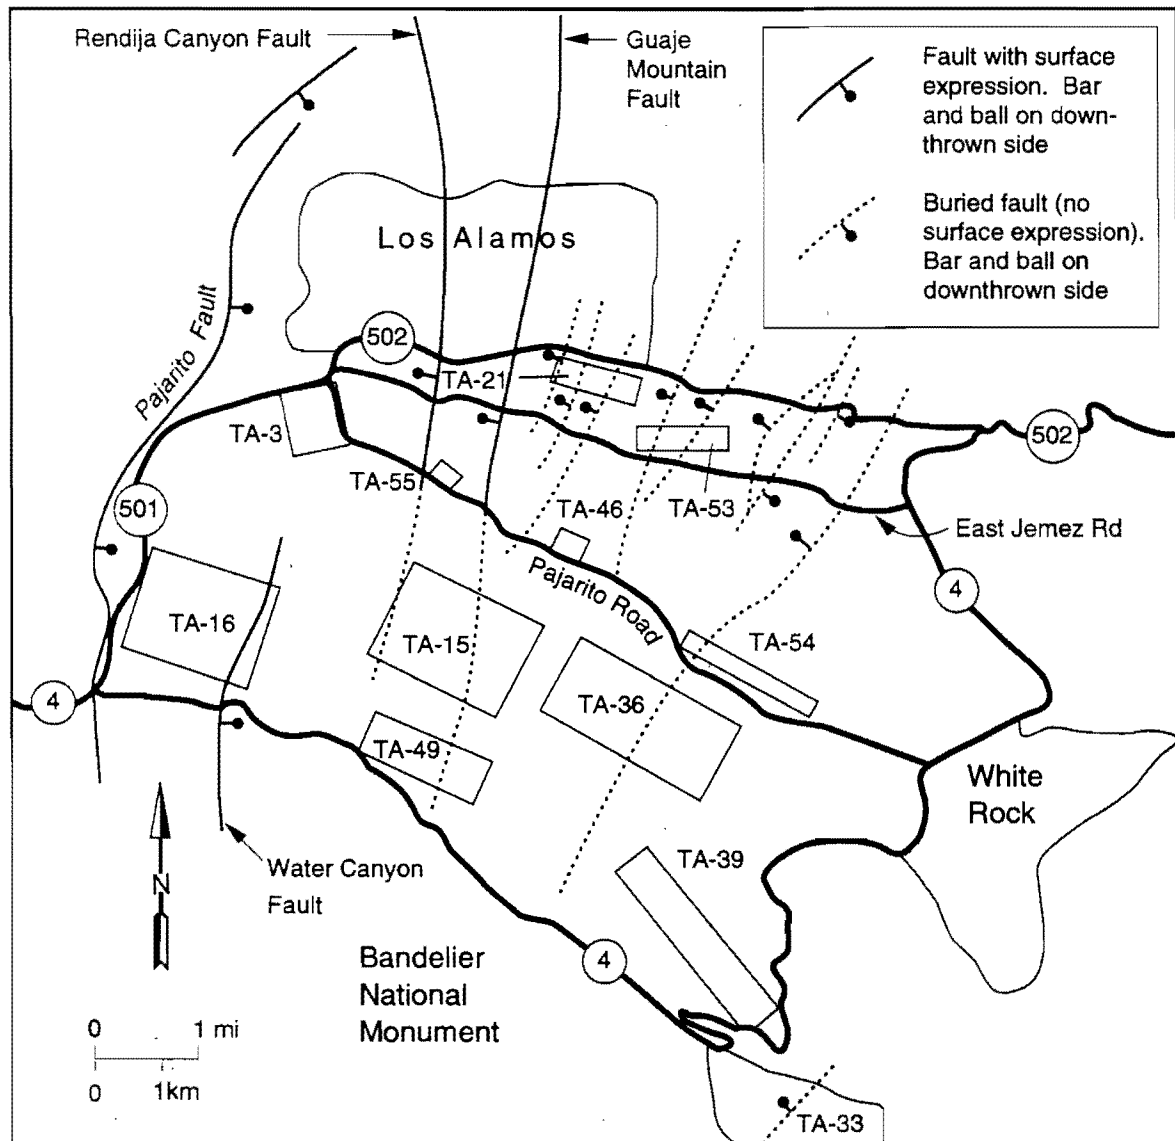 Rendija Canyon Fault
Guaje
Mountain
Fault
Fault with surface
expression. Bar
and ball on down-
thrown side
Buried fault (no
surface expression).
Bar and ball on
downthrown side
Los Alamos
Pajarito Fault
502
TA-21
TA-3
502
TA-55
TA-46
TA-53
501
East Jemez Rd
Pajarito Road
4
TA-16
TA-15
TA-54
4
TA-36
TA-49
White
Rock
N
Water Canyon
Fault
TA-39
4
Bandelier
National
Monument
0 1 mi
0 1km
TA-33